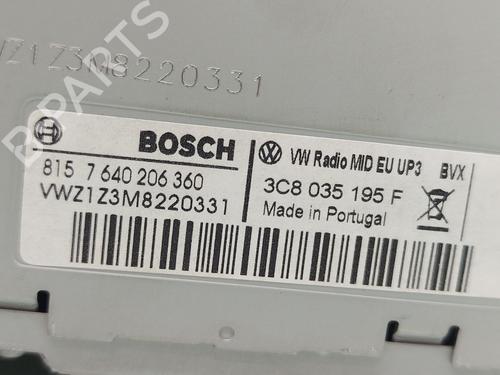 VWZ1Z3M8220331
B-PARTS
BOSCH
815 7 640 206 360
VWZ1Z3M8220331
VW Radio MID EU UP3 BVX
3C8 035 195 F
Made in Portugal